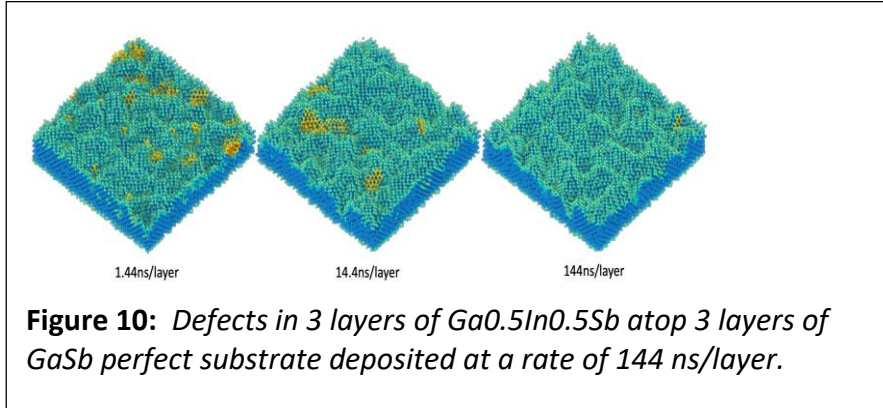 1.44ns/layer 14.4ns/layer 144ns/layer
Figure 10: Defects in 3 layers of Ga0.5In0.5Sb atop 3 layers of
GaSb perfect substrate deposited at a rate of 144 ns/layer.